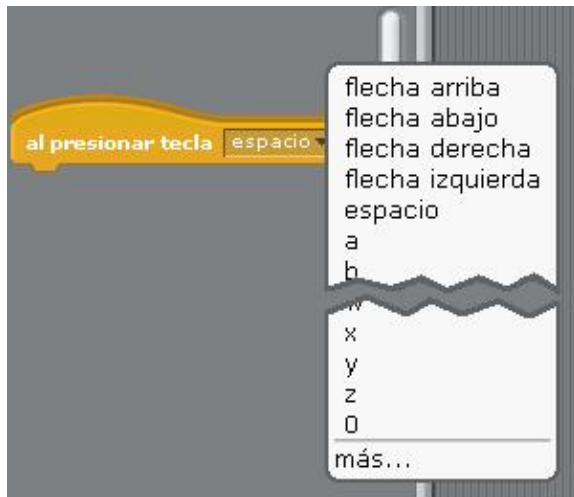 al presionar tecla espacio
flecha arriba
flecha abajo
flecha derecha
flecha izquierda
espacio
a
b
w
x
y
z
0
más...